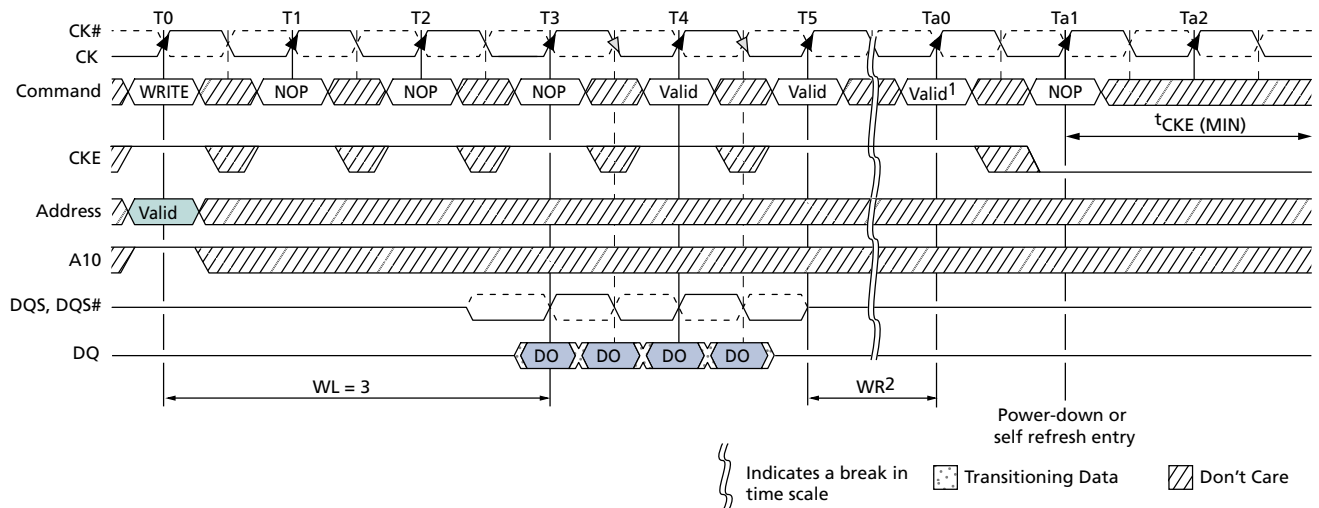 T0 T1 T2 T3 T4 T5 Ta0 Ta1 Ta2
CK#
CK
Command WRITE NOP NOP NOP Valid Valid Valid1 NOP
tCKE (MIN)
CKE
Address Valid
A10
DQS, DQS#
DQ DO DO DO DO
WL = 3 WR2
Power-down or
self refresh entry
Indicates a break in
time scale
Transitioning Data
Don't Care